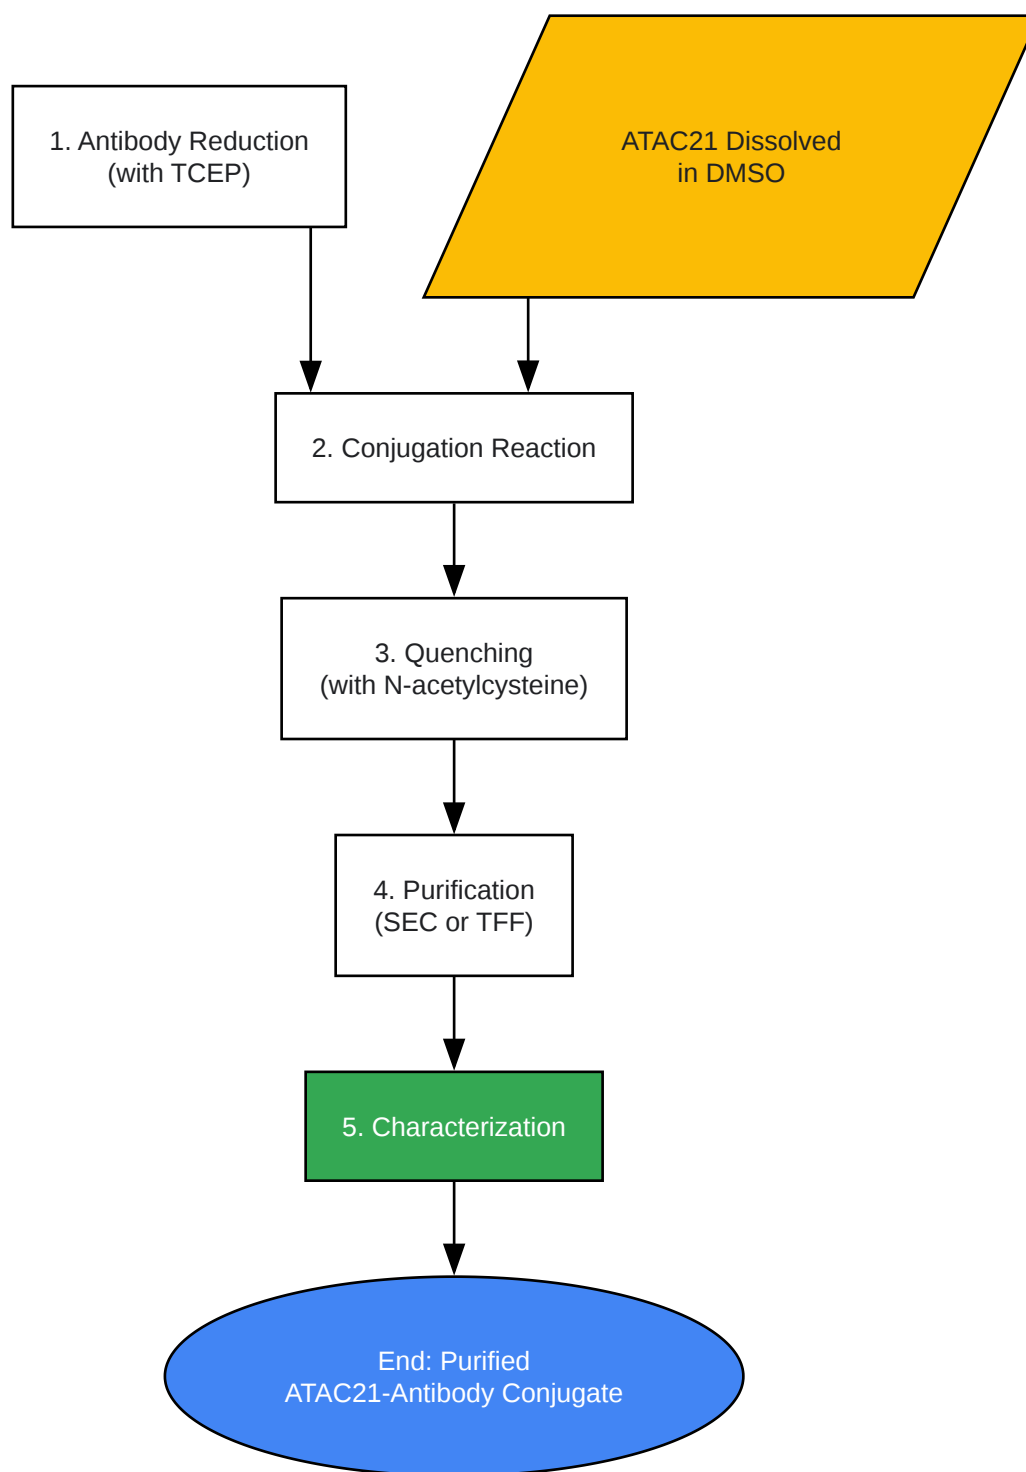 1. Antibody Reduction
(with TCEP)
ATAC21 Dissolved
in DMSO
2. Conjugation Reaction
3. Quenching
(with N-acetylcysteine)
4. Purification
(SEC or TFF)
5. Characterization
End: Purified
ATAC21-Antibody Conjugate